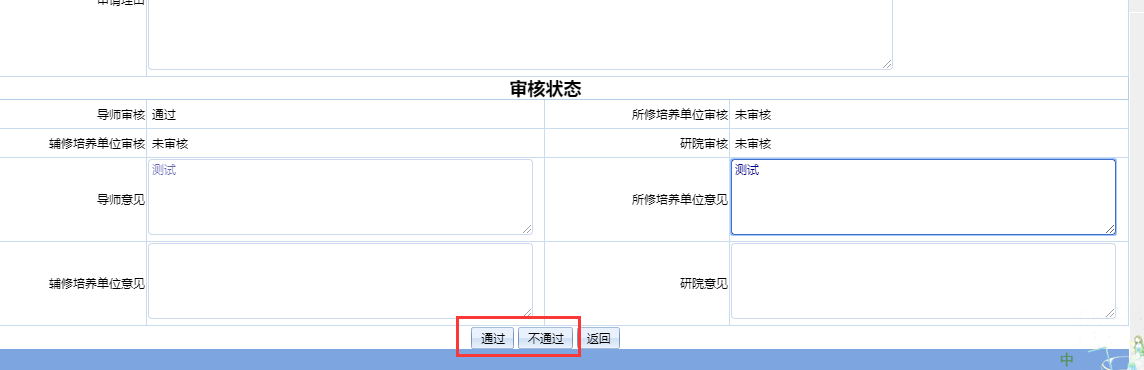 申请理由
审核状态
导师审核 通过 所修培养单位审核 未审核
辅修培养单位审核 未审核 研院审核 未审核
导师意见 测试 所修培养单位意见 测试
辅修培养单位意见 研院意见
通过 不通过 返回
中